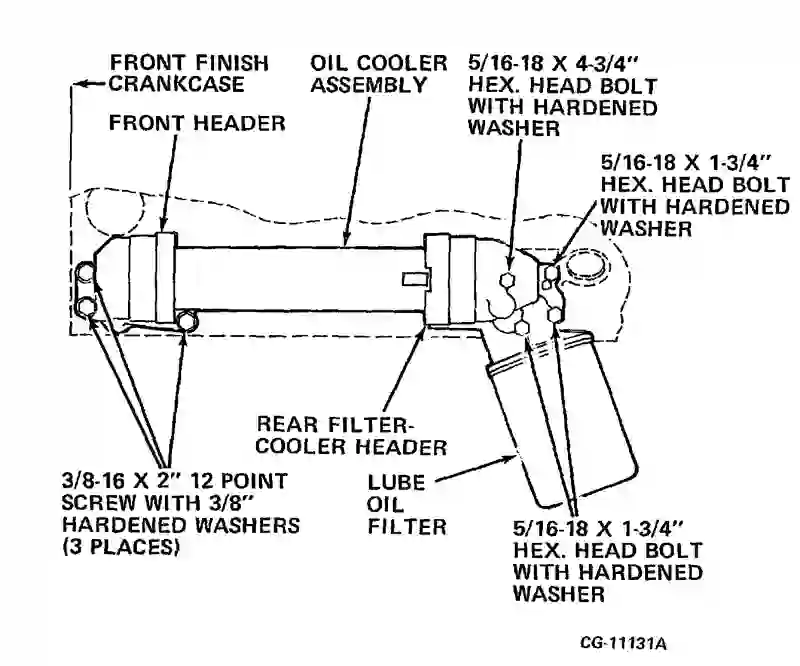 FRONT FINISH
CRANKCASE
FRONT HEADER
OIL COOLER
ASSEMBLY
5/16-18 X 4-3/4"
HEX. HEAD BOLT
WITH HARDENED
WASHER
5/16-18 X 1-3/4"
HEX. HEAD BOLT
WITH HARDENED
WASHER
REAR FILTER-
COOLER HEADER
3/8-16 X 2" 12 POINT
SCREW WITH 3/8"
HARDENED WASHERS
(3 PLACES)
LUBE
OIL
FILTER
5/16-18 X 1-3/4"
HEX. HEAD BOLT
WITH HARDENED
WASHER
CG-11131A